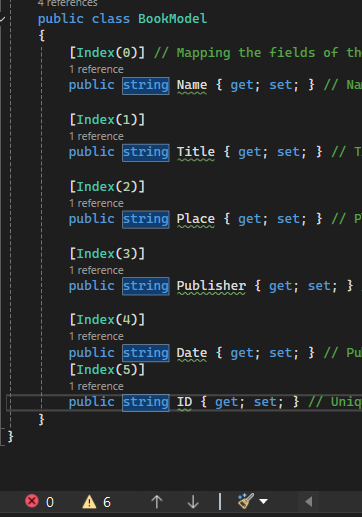 4 references
public class BookModel
{
[Index(0)] // Mapping the fields of the
1 reference
public string Name { get; set; } // Nam
[Index(1)]
1 reference
public string Title { get; set; } // T
[Index(2)]
1 reference
public string Place { get; set; } // P
[Index(3)]
1 reference
public string Publisher { get; set; }
[Index(4)]
1 reference
public string Date { get; set; } // Pu
[Index(5)]
1 reference
public string ID { get; set; } // Uniq
}
}
0 6